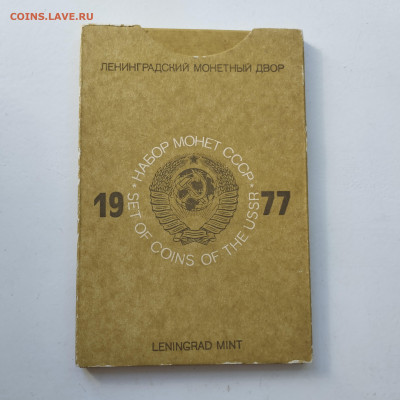 COINS.LAVE.RU
ЛЕНИНГРАДСКИЙ МОНЕТНЫЙ ДВОР
• НАБОР МОНЕТ СССР •
19 77
SET OF COINS OF THE USSR
LENINGRAD MINT